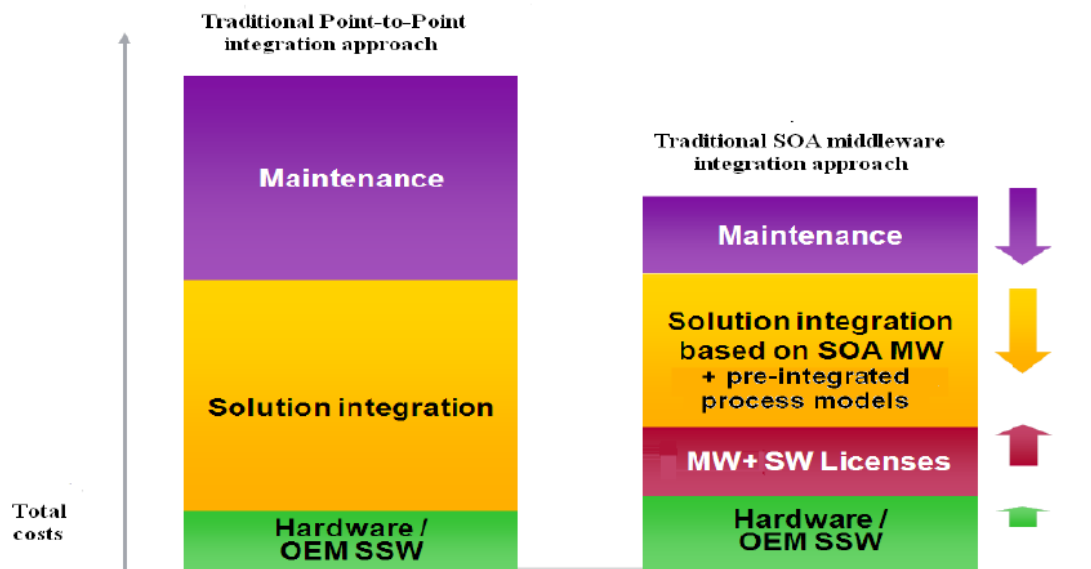 Traditional Point-to-Point
integration approach
Maintenance
Solution integration
Hardware /
OEM SSW
Total
costs
Traditional SOA middleware
integration approach
Maintenance
Solution integration
based on SOA MW
+ pre-integrated
process models
MW+ SW Licenses
Hardware /
OEM SSW